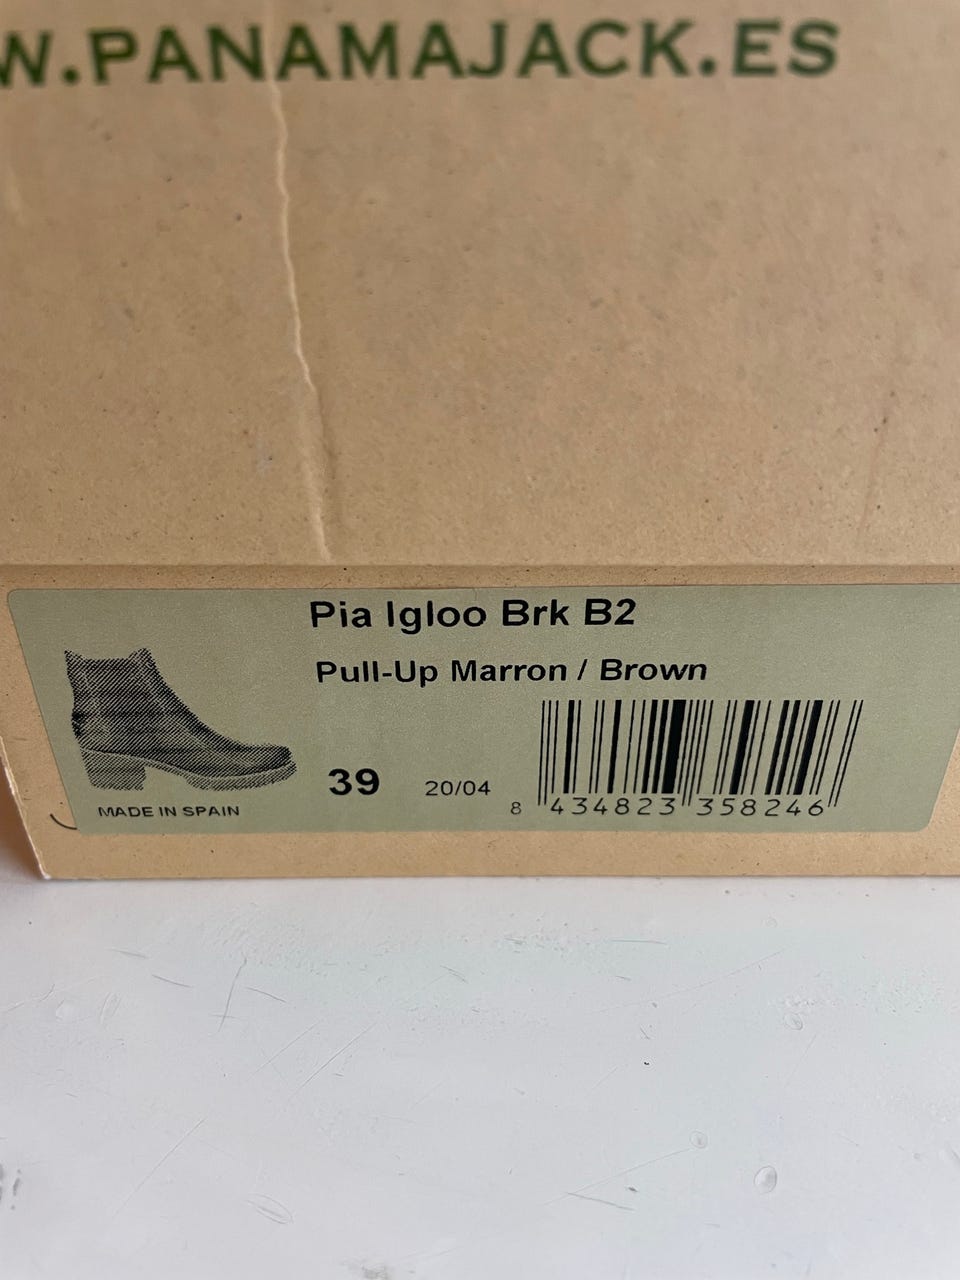 W.PANAMAJACK.ES
Pia Igloo Brk B2
Pull-Up Marron / Brown
39
20/04
8 434823 358246
MADE IN SPAIN